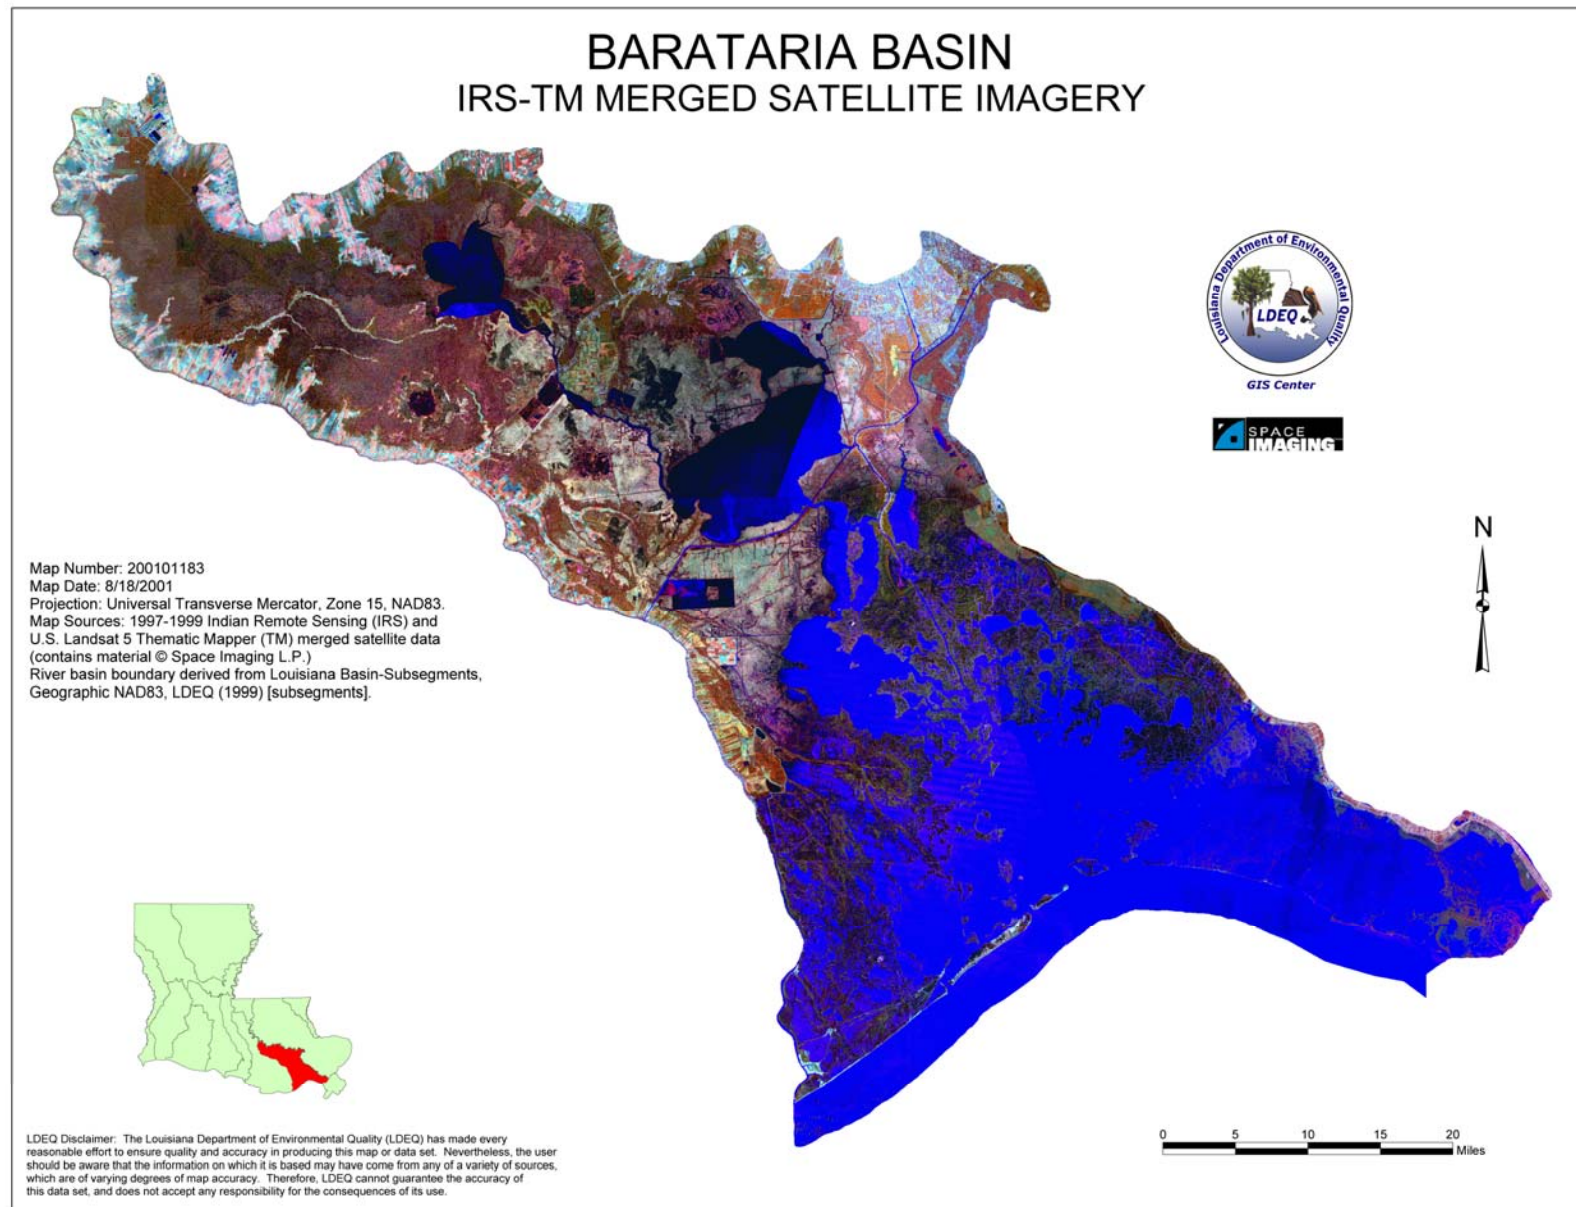 BARATARIA BASIN
IRS-TM MERGED SATELLITE IMAGERY
Louisiana Department of Environmental Quality
LDEQ
GIS Center
SPACE
IMAGING
N
Map Number: 200101183
Map Date: 8/18/2001
Projection: Universal Transverse Mercator, Zone 15, NAD83.
Map Sources: 1997-1999 Indian Remote Sensing (IRS) and
U.S. Landsat 5 Thematic Mapper (TM) merged satellite data
(contains material © Space Imaging L.P.)
River basin boundary derived from Louisiana Basin-Subsegments,
Geographic NAD83, LDEQ (1999) [subsegments].
LDEQ Disclaimer: The Louisiana Department of Environmental Quality (LDEQ) has made every
reasonable effort to ensure quality and accuracy in producing this map or data set. Nevertheless, the user
should be aware that the information on which it is based may have come from any of a variety of sources,
which are of varying degrees of map accuracy. Therefore, LDEQ cannot guarantee the accuracy of
this data set, and does not accept any responsibility for the consequences of its use.
0 5 10 15 20
Miles